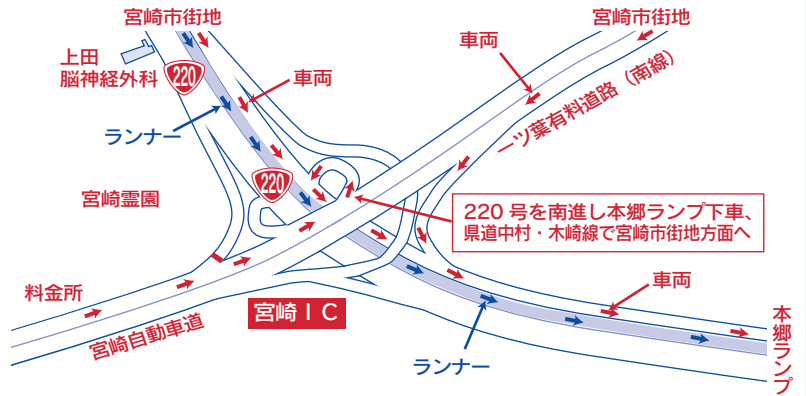 宮崎市街地
宮崎市街地
上田
脳神経外科
220
車両
車両
一ツ葉有料道路（南線）
ランナー
220
宮崎霊園
220 号を南進し本郷ランプ下車、
県道中村・木崎線で宮崎市街地方面へ
料金所
宮崎自動車道
宮崎ＩＣ
車両
ランナー
本郷ランプ